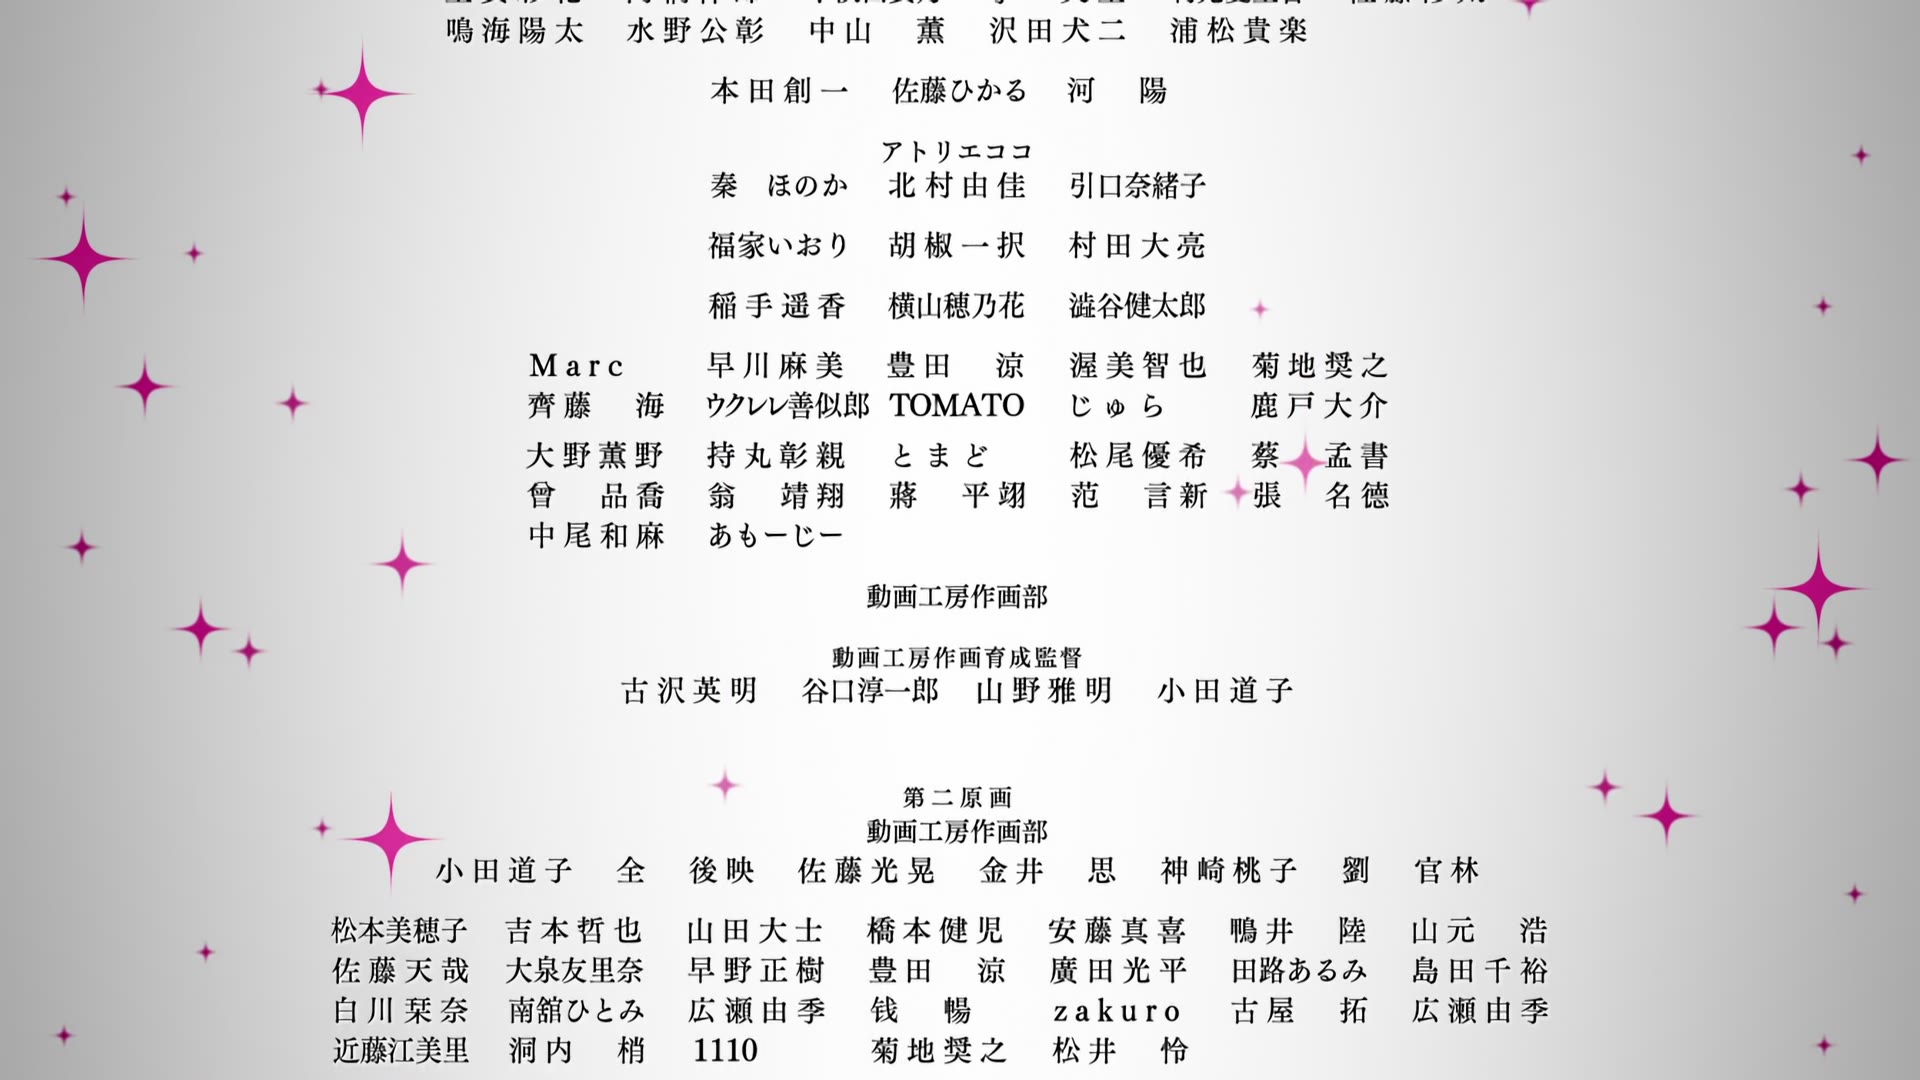 鳴海陽太 水野公彰 中山 薫 沢田犬二 浦松貴楽
本田創一 佐藤ひかる 河 陽
アトリエココ
秦 ほのか 北村由佳 引口奈緒子
福家いおり 胡椒一択 村田大亮
稲手遥香 横山穂乃花 澁谷健太郎
Marc 早川麻美 豊田 涼 渥美智也 菊地奨之
齊藤 海 ウクレレ善似郎 TOMATO じゅら 鹿戸大介
大野薫野 持丸彰親 とまど 松尾優希 蔡 孟書
曾 品喬 翁 靖翔 蔣 平翊 范 言新 張 名德
中尾和麻 あもーじー
動画工房作画部
動画工房作画育成監督
古沢英明 谷口淳一郎 山野雅明 小田道子
第二原画
動画工房作画部
小田道子 全 後映 佐藤光晃 金井 思 神崎桃子 劉 官林
松本美穂子 吉本哲也 山田大士 橋本健児 安藤真喜 鴨井 陸 山元 浩
佐藤天哉 大泉友里奈 早野正樹 豊田 涼 廣田光平 田路あるみ 島田千裕
白川栞奈 南舘ひとみ 広瀬由季 钱 暢 zakuro 古屋 拓 広瀬由季
近藤江美里 洞内 梢 1110 菊地奨之 松井 怜